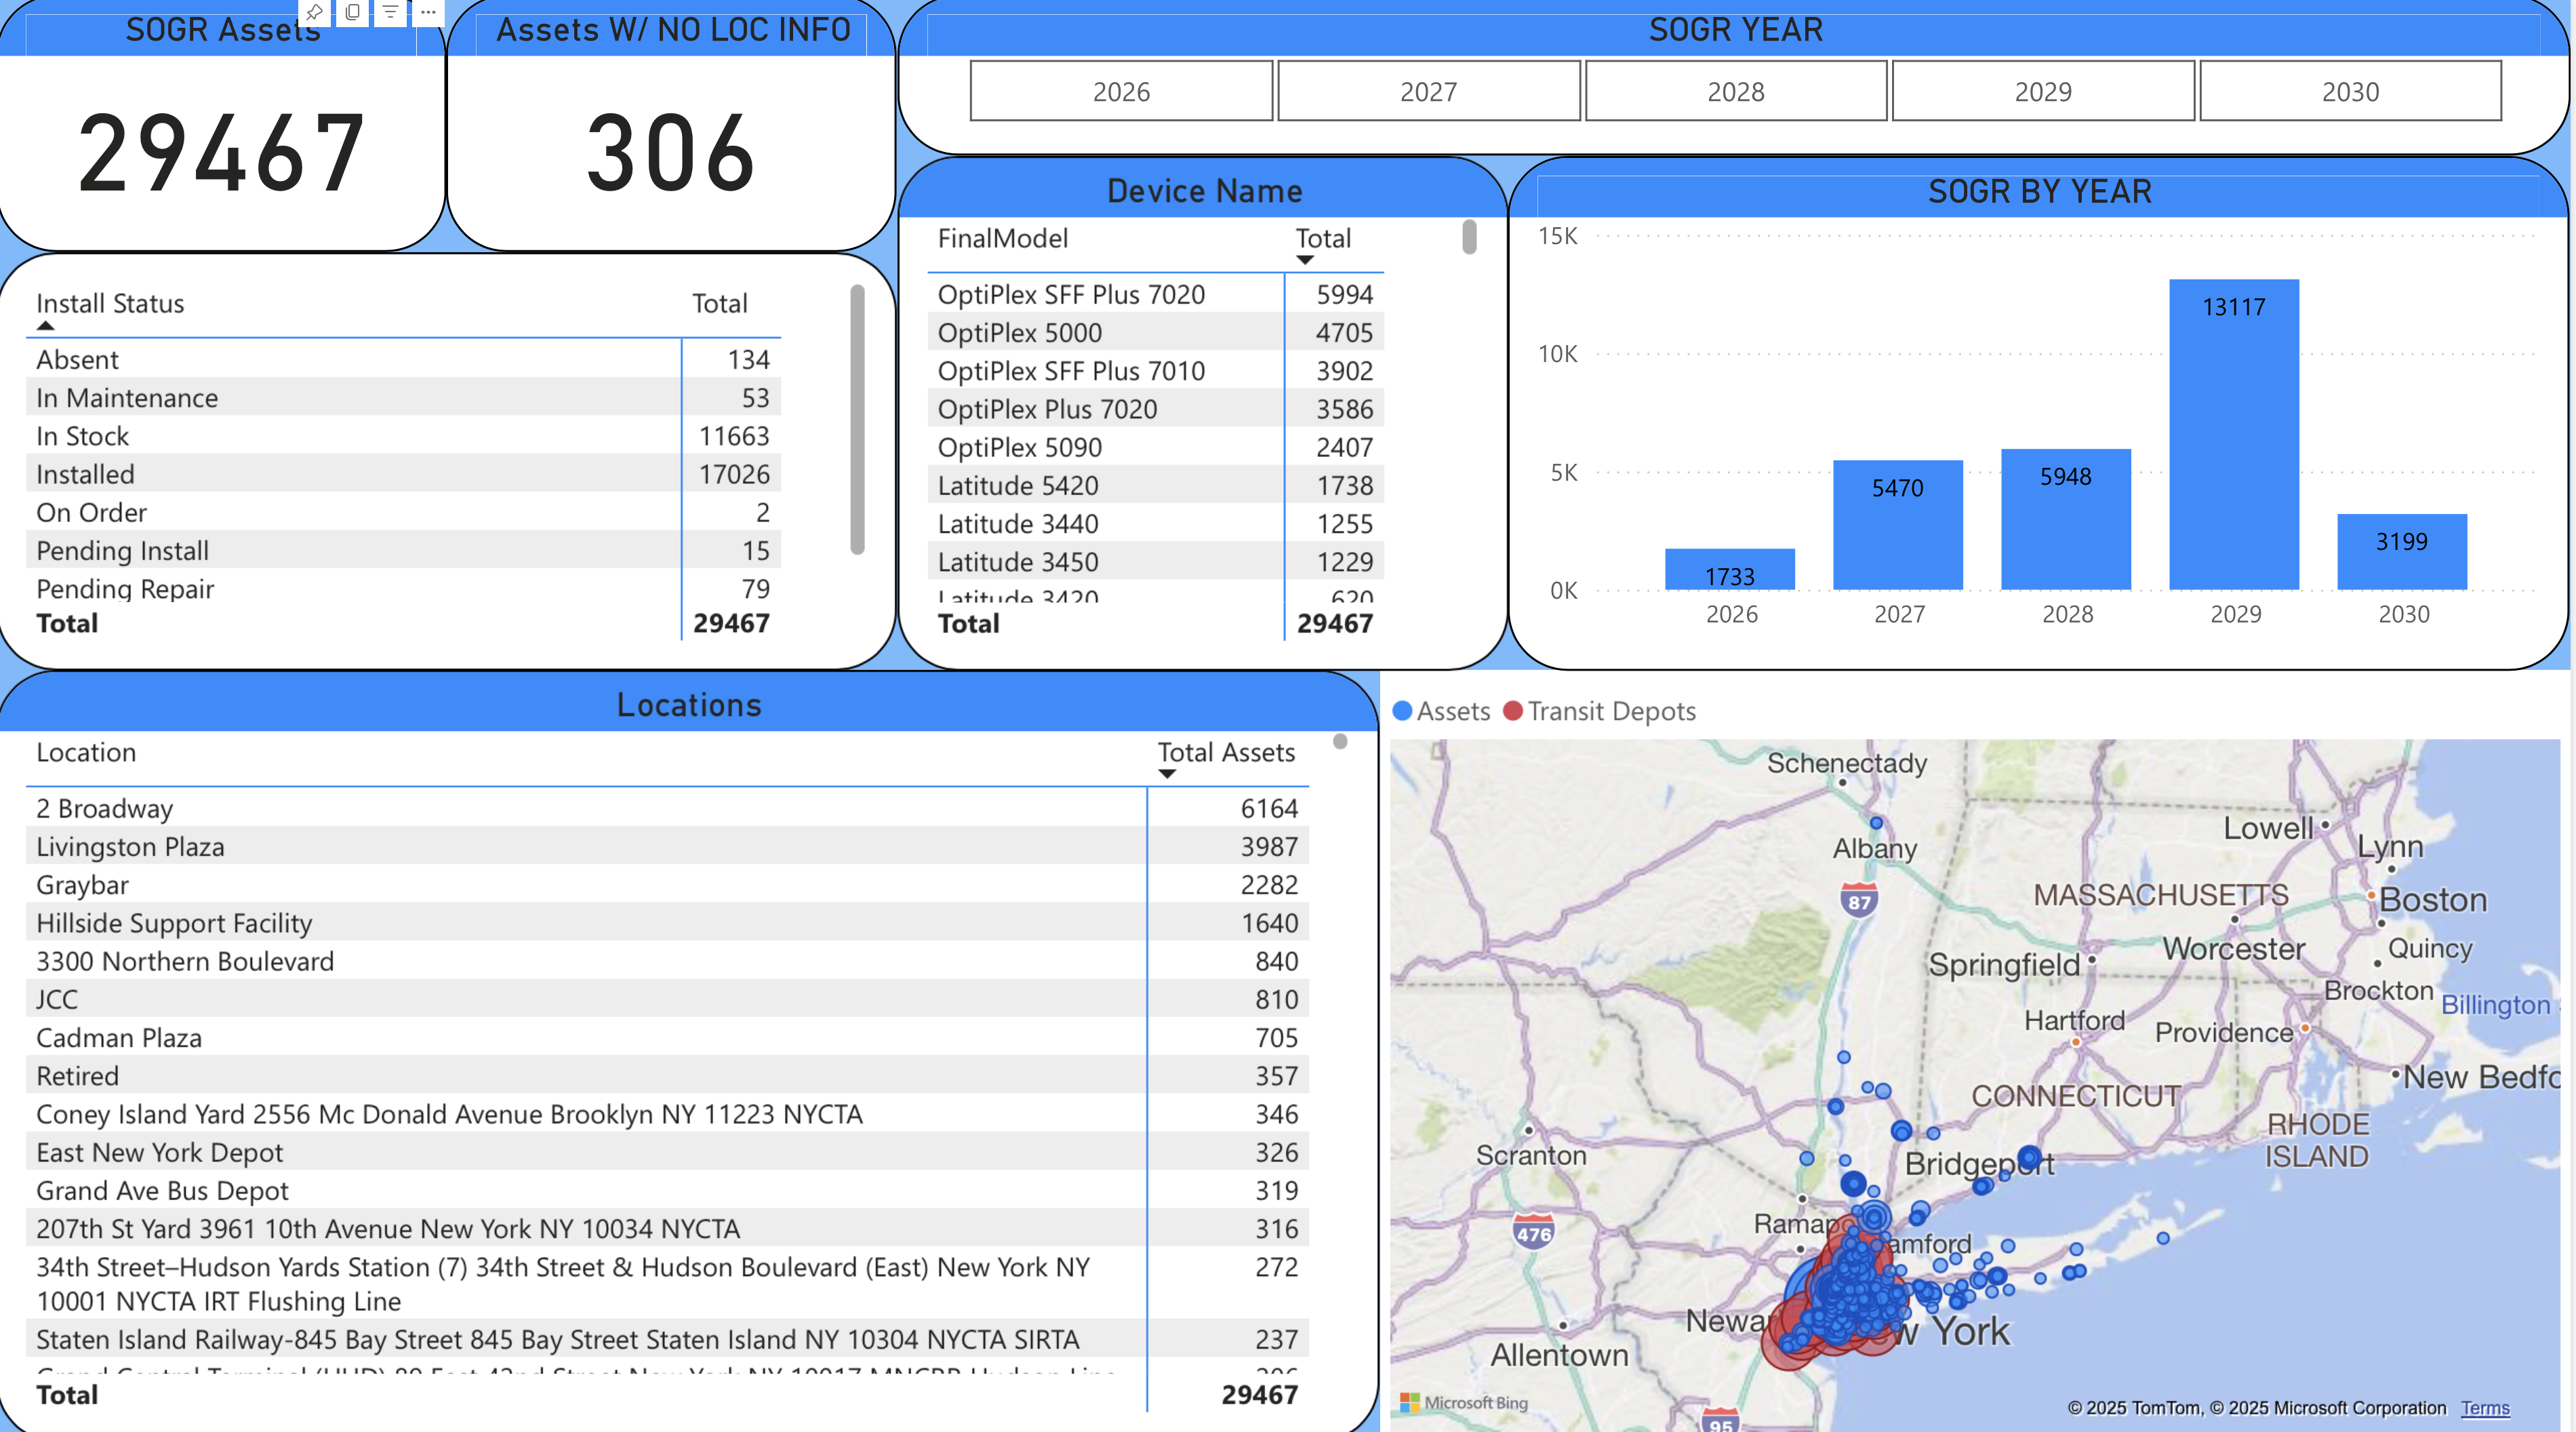 SOGR Assets
29467
Assets W/ NO LOC INFO
306
SOGR YEAR
2026 2027 2028 2029 2030
Install Status Total
Absent 134
In Maintenance 53
In Stock 11663
Installed 17026
On Order 2
Pending Install 15
Pending Repair 79
Total 29467
Device Name
FinalModel Total
OptiPlex SFF Plus 7020 5994
OptiPlex 5000 4705
OptiPlex SFF Plus 7010 3902
OptiPlex Plus 7020 3586
OptiPlex 5090 2407
Latitude 5420 1738
Latitude 3440 1255
Latitude 3450 1229
Latitude 3420 620
Total 29467
SOGR BY YEAR
15K
10K
5K
0K
1733 5470 5948 13117 3199
2026 2027 2028 2029 2030
Locations
Location Total Assets
2 Broadway 6164
Livingston Plaza 3987
Graybar 2282
Hillside Support Facility 1640
3300 Northern Boulevard 840
JCC 810
Cadman Plaza 705
Retired 357
Coney Island Yard 2556 Mc Donald Avenue Brooklyn NY 11223 NYCTA 346
East New York Depot 326
Grand Ave Bus Depot 319
207th St Yard 3961 10th Avenue New York NY 10034 NYCTA 316
34th Street–Hudson Yards Station (7) 34th Street & Hudson Boulevard (East) New York NY 272
10001 NYCTA IRT Flushing Line
Staten Island Railway-845 Bay Street 845 Bay Street Staten Island NY 10304 NYCTA SIRTA 237
Total 29467
Assets Transit Depots
Schenectady
Albany
Lowell
Lynn
87
MASSACHUSETTS
Boston
Worcester
Quincy
Springfield
Brockton
Billington
Hartford
Providence
New Bedfo
CONNECTICUT
RHODE
ISLAND
Scranton
Bridgeport
Ramapo
476
amford
Newar
w York
Allentown
95
Microsoft Bing
© 2025 TomTom, © 2025 Microsoft Corporation Terms